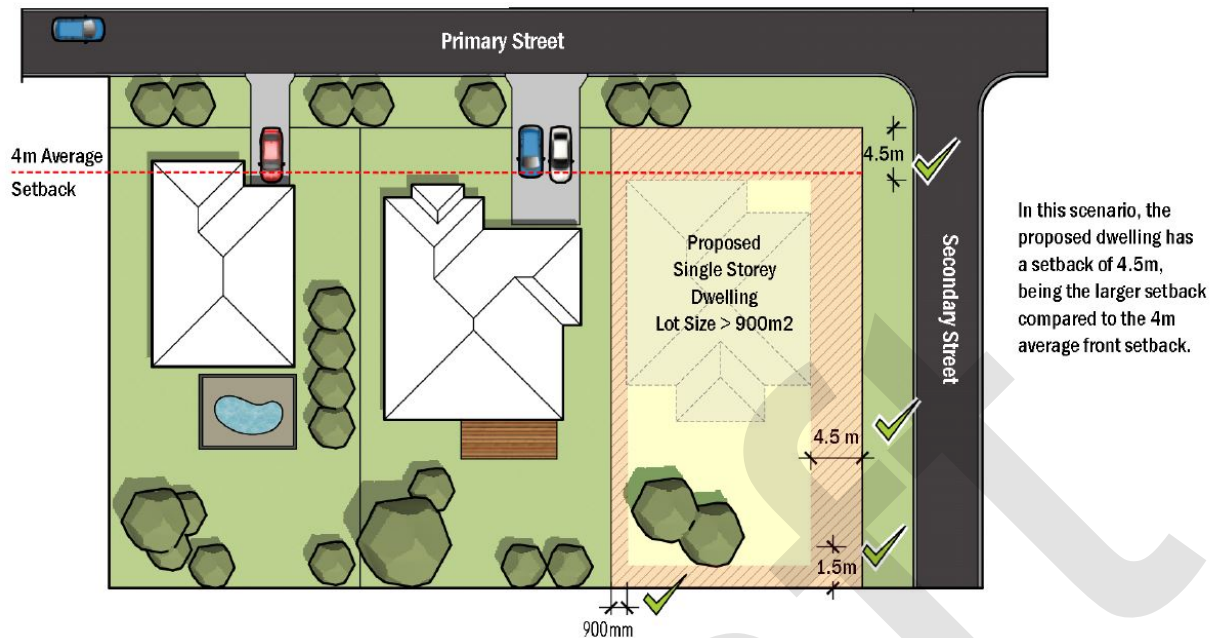 Primary Street
4m Average
Setback
4.5m
Proposed
Single Storey
Dwelling
Lot Size > 900m2
Secondary Street
In this scenario, the
proposed dwelling has
a setback of 4.5m,
being the larger setback
compared to the 4m
average front setback.
4.5 m
1.5m
900mm